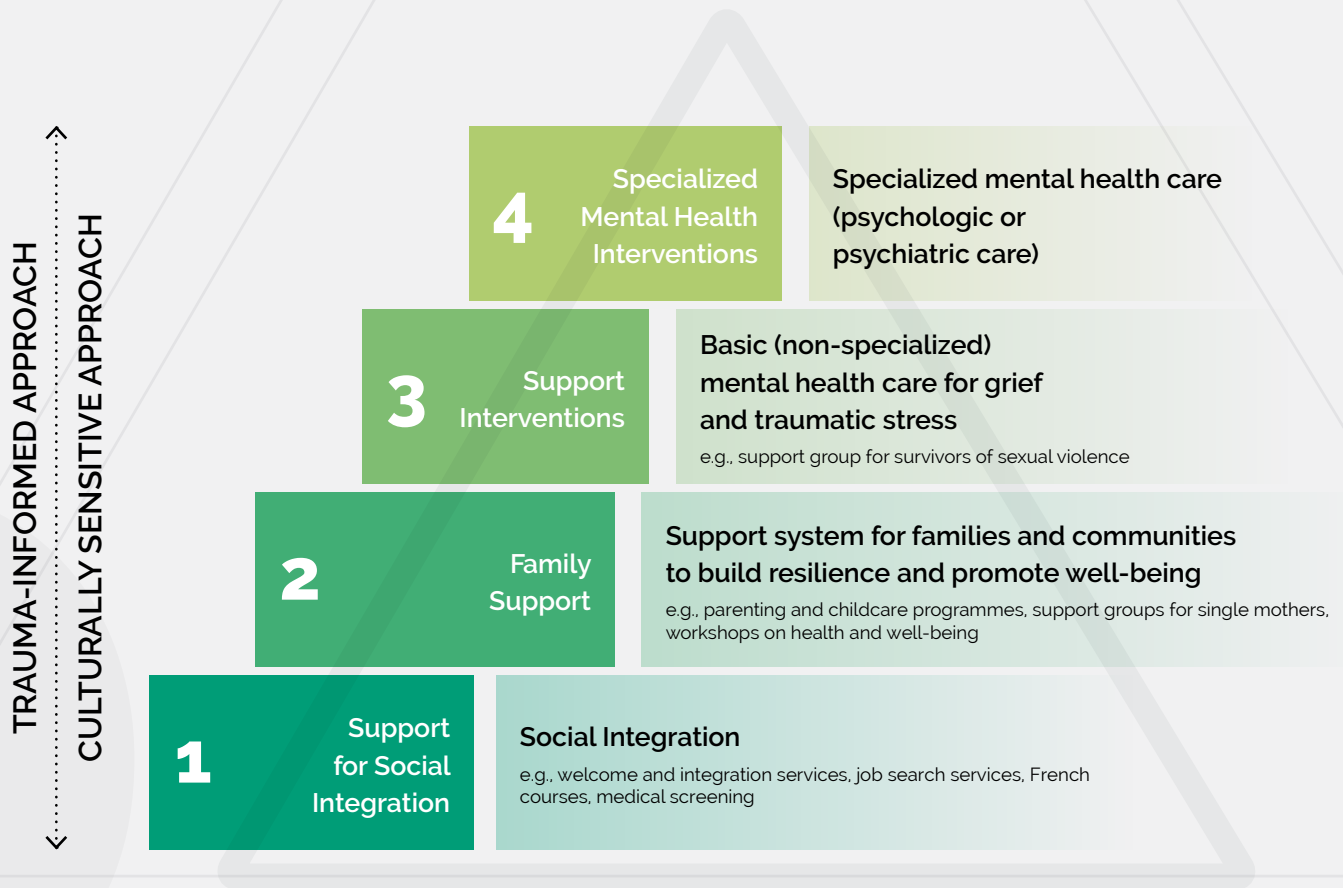 TRAUMA-INFORMED APPROACH
CULTURALLY SENSITIVE APPROACH
4
Specialized
Mental Health
Interventions
Specialized mental health care
(psychologic or
psychiatric care)
3
Support
Interventions
Basic (non-specialized)
mental health care for grief
and traumatic stress
e.g., support group for survivors of sexual violence
2
Family
Support
Support system for families and communities
to build resilience and promote well-being
e.g., parenting and childcare programmes, support groups for single mothers,
workshops on health and well-being
1
Support
for Social
Integration
Social Integration
e.g., welcome and integration services, job search services, French
courses, medical screening